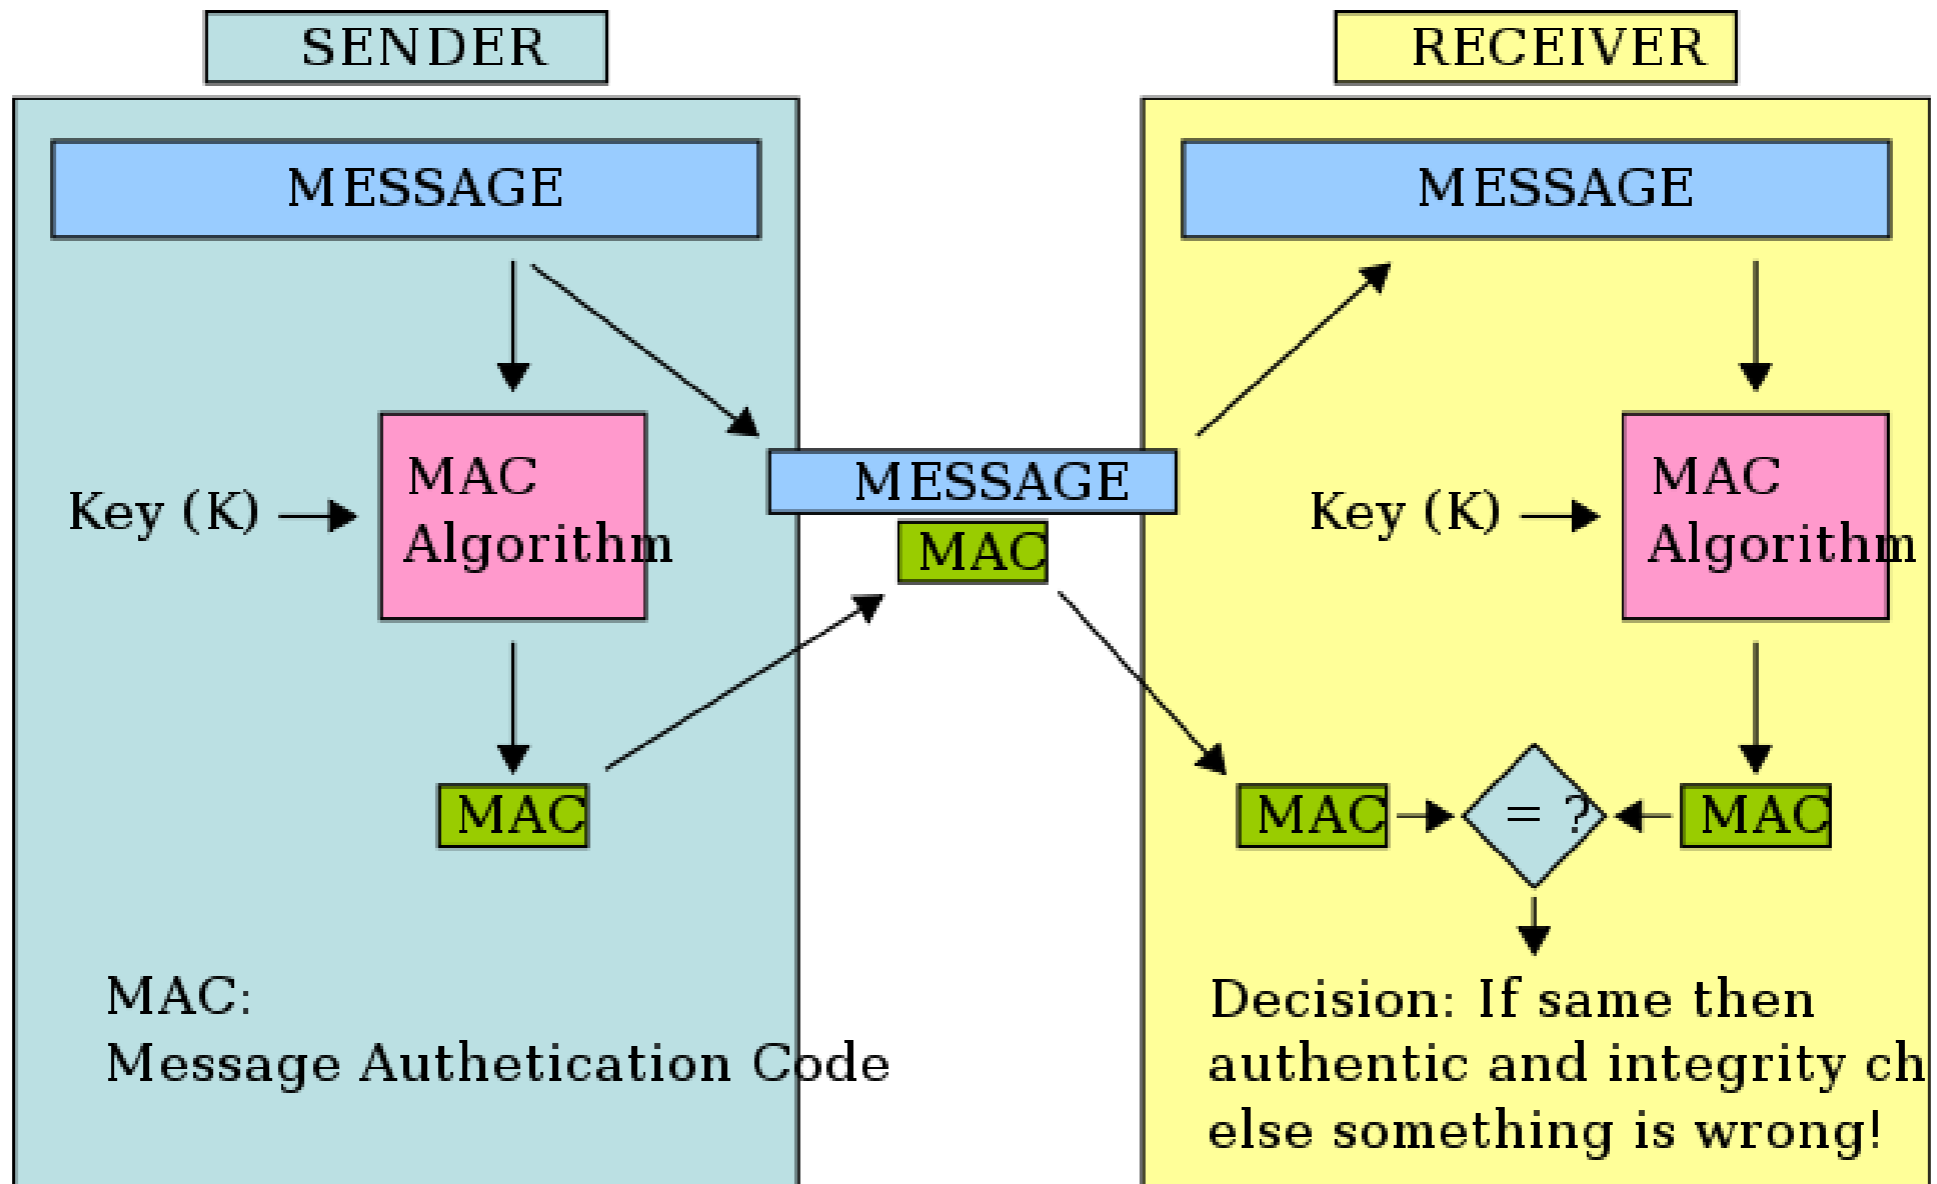 SENDER
MESSAGE
Key (K)
MAC
Algorithm
MAC
MAC:
Message Authetication Code
MESSAGE
MAC
RECEIVER
MESSAGE
Key (K)
MAC
Algorithm
MAC
= ?
MAC
Decision: If same then
authentic and integrity ch
else something is wrong!